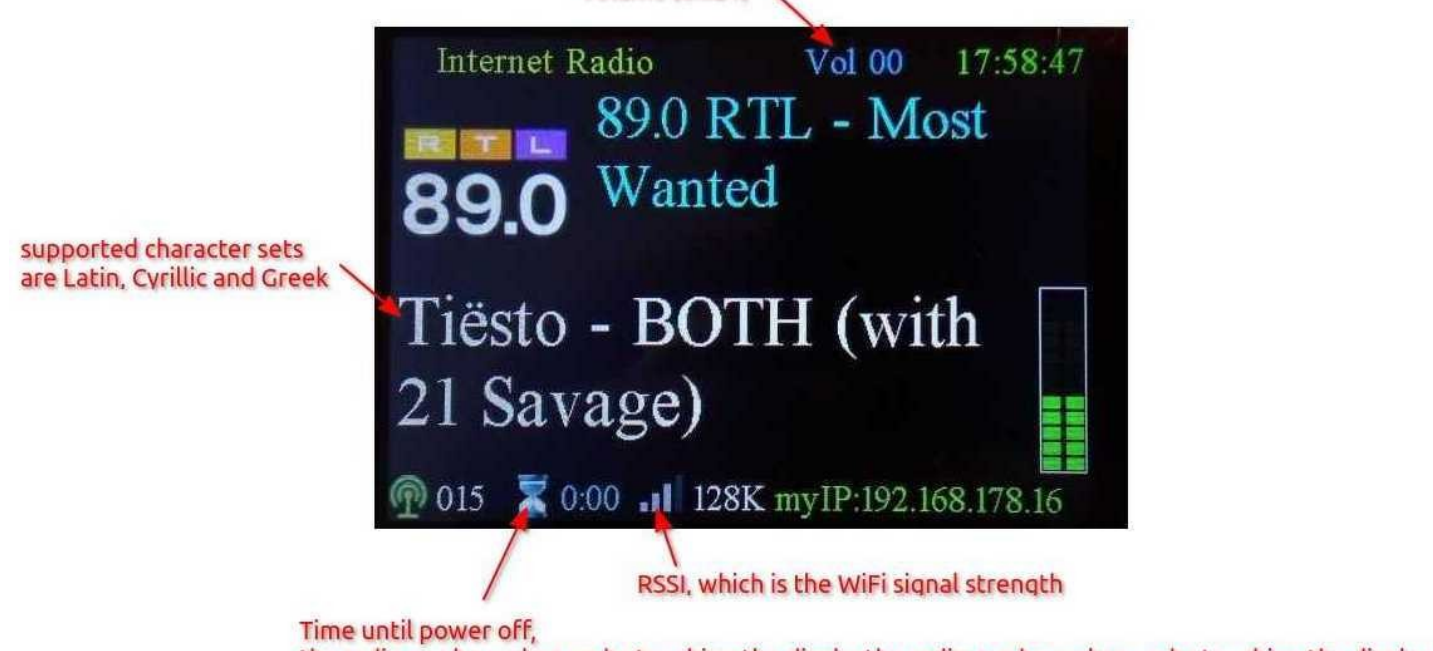 Internet Radio Vol 00 17:58:47
R T L
89.0
89.0 RTL - Most
Wanted
supported character sets
are Latin, Cyrillic and Greek
Tiësto - BOTH (with
21 Savage)
015 0:00 128K myIP:192.168.178.16
RSSI, which is the WiFi signal strength
Time until power off,